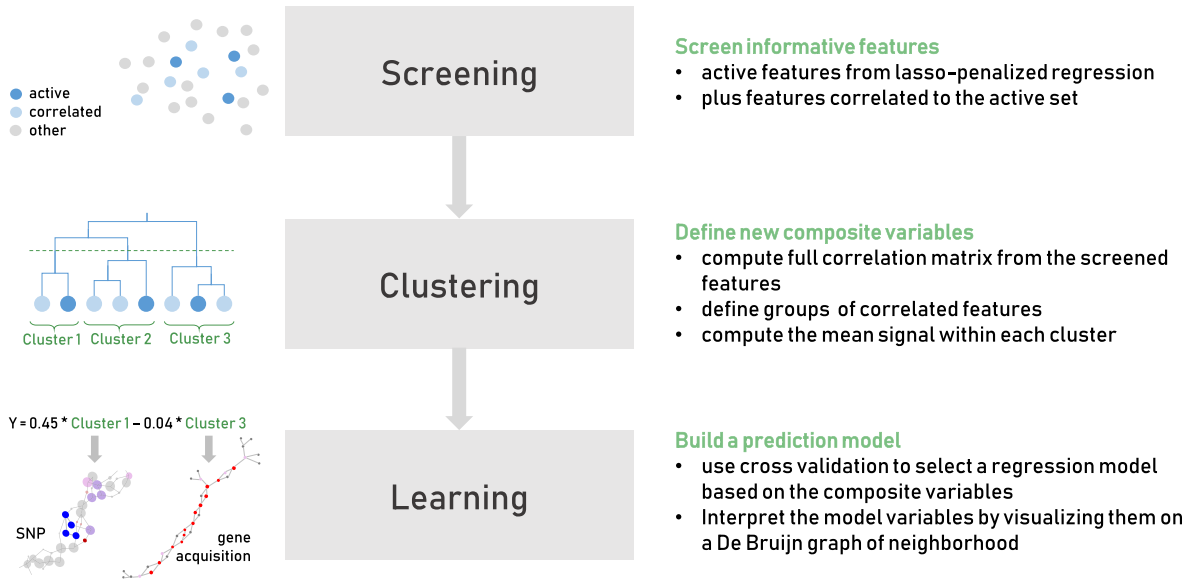 active
correlated
other
Screening
Screen informative features
• active features from lasso-penalized regression
• plus features correlated to the active set
Cluster 1 Cluster 2 Cluster 3
Clustering
Define new composite variables
• compute full correlation matrix from the screened
features
• define groups of correlated features
• compute the mean signal within each cluster
Y = 0.45 * Cluster 1 – 0.04 * Cluster 3
SNP
gene
acquisition
Learning
Build a prediction model
• use cross validation to select a regression model
based on the composite variables
• Interpret the model variables by visualizing them on
a De Bruijn graph of neighborhood